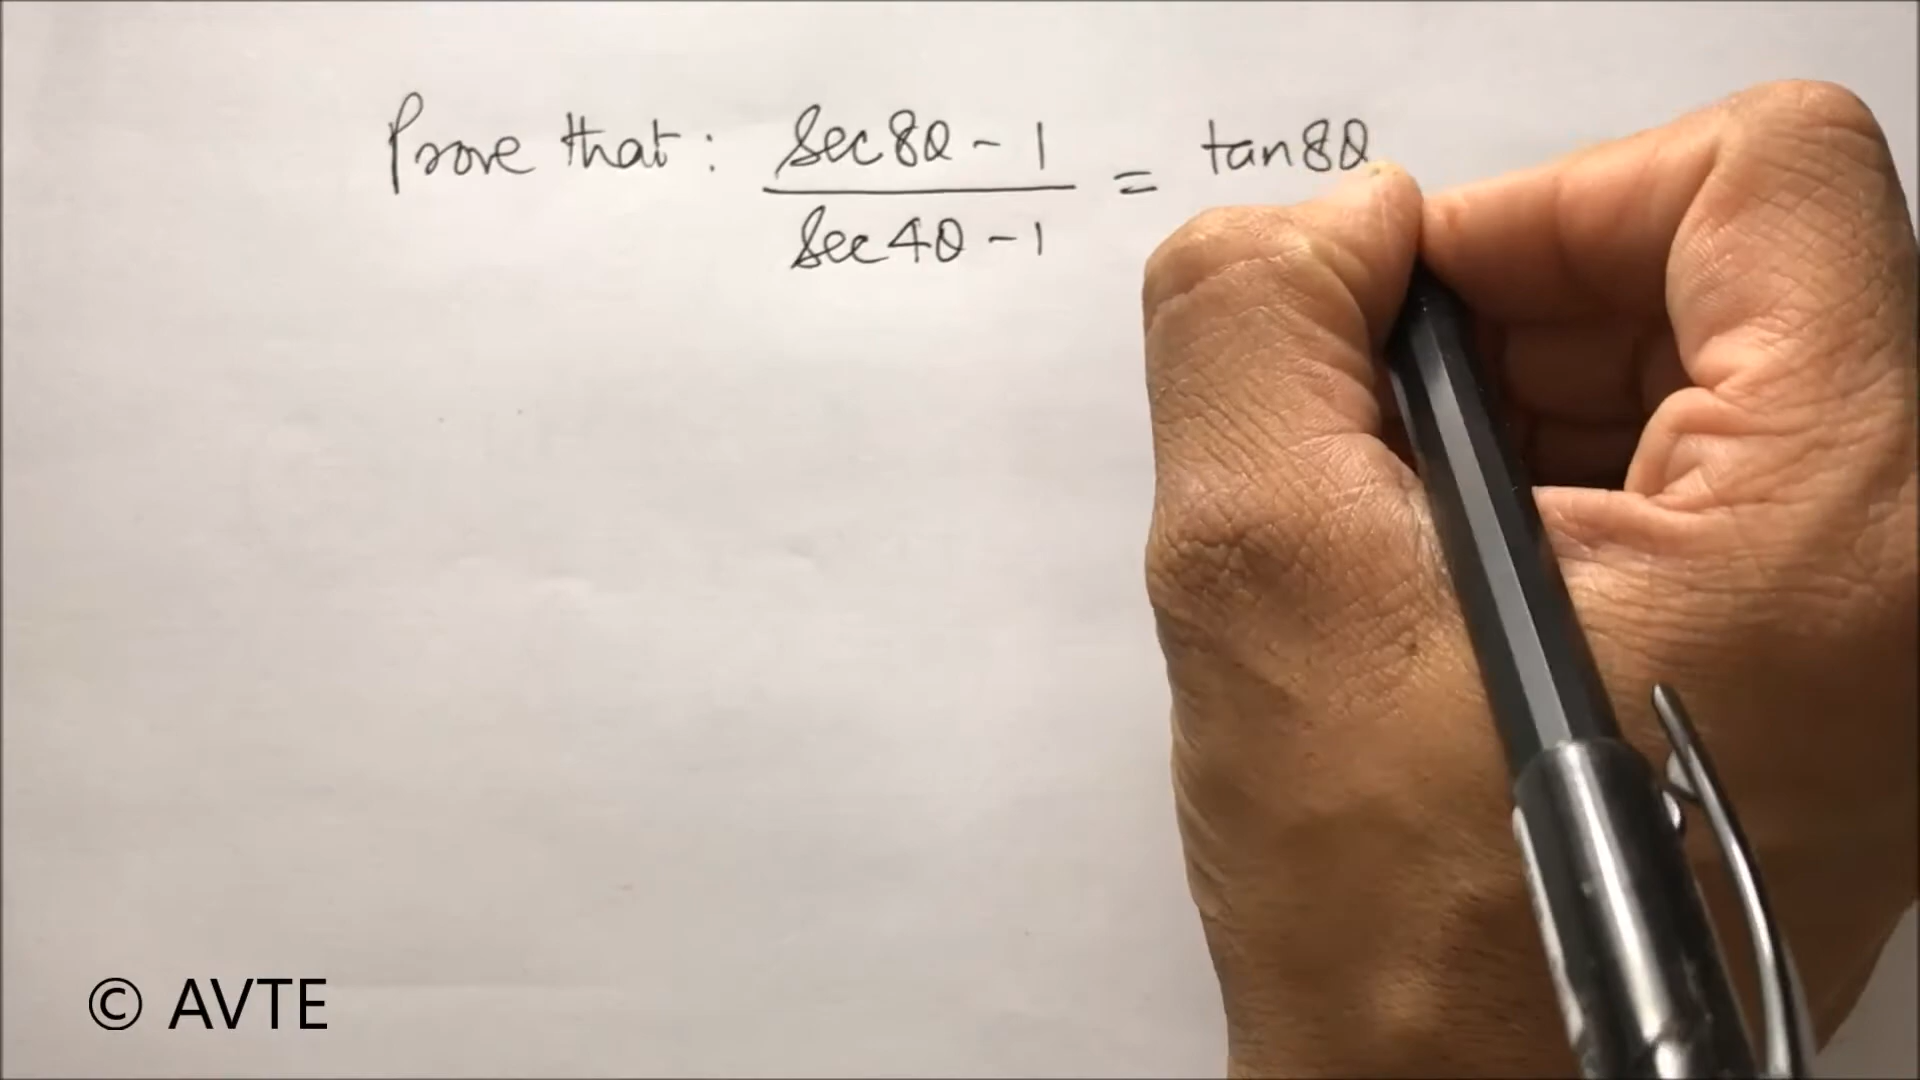 Prove that: sec8θ - 1 / sec4θ - 1 = tan8θ
© AVTE